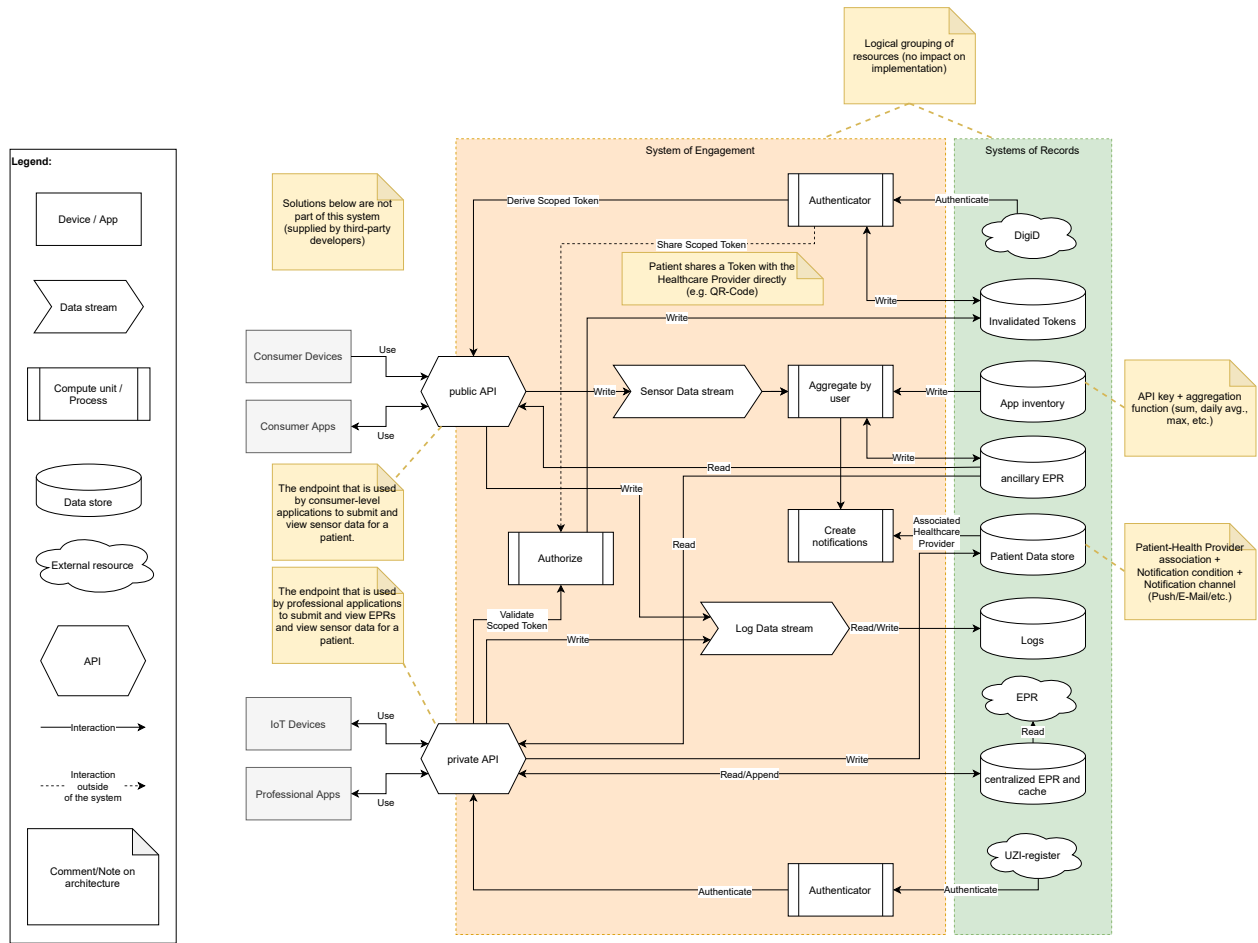 Logical grouping of
resources (no impact on
implementation)
Legend:
Device / App
Data stream
Compute unit /
Process
Data store
External resource
API
Interaction
Interaction
outside
of the system
Comment/Note on
architecture
Solutions below are not
part of this system
(supplied by third-party
developers)
System of Engagement
Systems of Records
Derive Scoped Token
Authenticator
Authenticate
DigiD
Share Scoped Token
Patient shares a Token with the
Healthcare Provider directly
(e.g. QR-Code)
Write
Write
Invalidated Tokens
Consumer Devices
Use
public API
Consumer Apps
Use
Write
Sensor Data stream
Aggregate by
user
Write
App inventory
API key + aggregation
function (sum, daily avg.,
max, etc.)
Write
Read
ancillary EPR
The endpoint that is used
by consumer-level
applications to submit and
view sensor data for a
patient.
Write
Authorize
Read
Create
notifications
Associated
Healthcare
Provider
Patient Data store
Patient-Health Provider
association +
Notification condition +
Notification channel
(Push/E-Mail/etc.)
The endpoint that is used
by professional applications
to submit and view EPRs
and view sensor data for a
patient.
Validate
Scoped Token
Write
Log Data stream
Read/Write
Logs
EPR
Read
IoT Devices
Use
private API
Professional Apps
Use
Write
Read/Append
centralized EPR and
cache
UZI-register
Authenticate
Authenticator
Authenticate